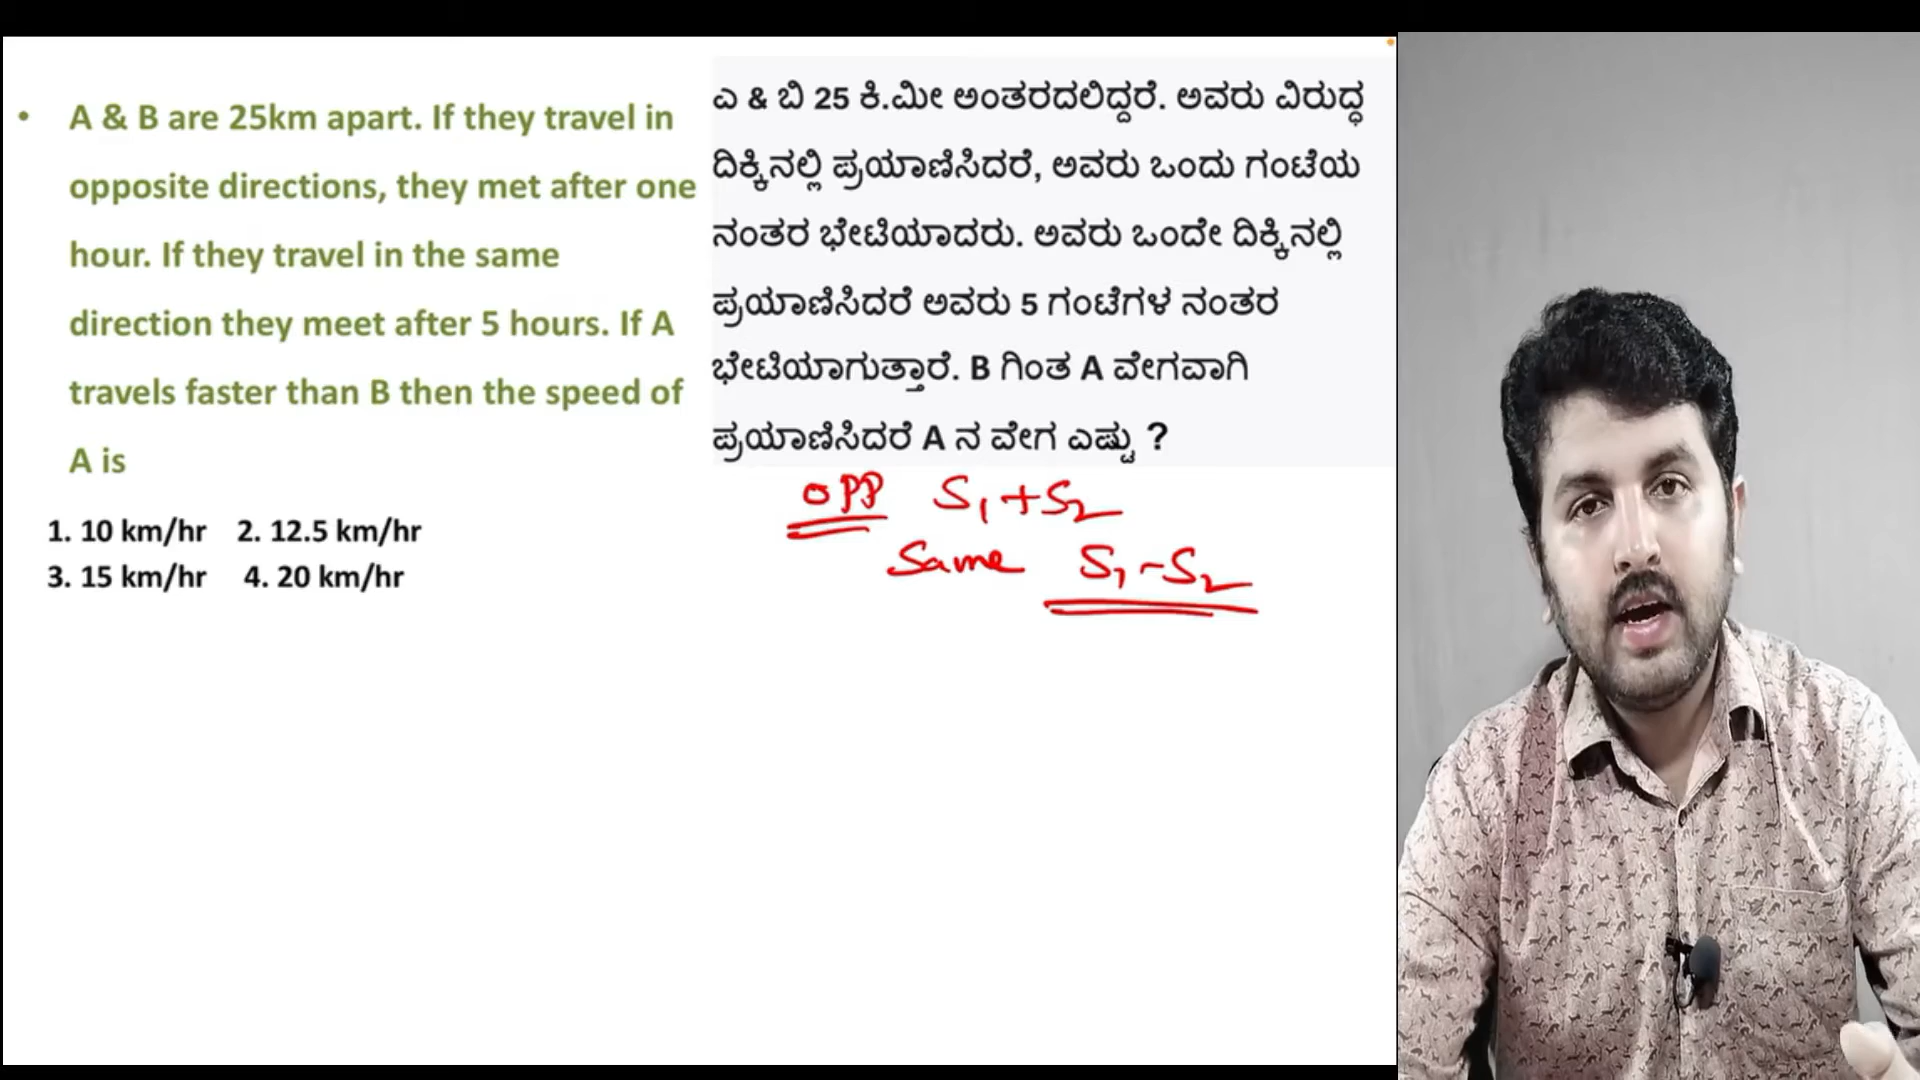 • A & B are 25km apart. If they travel in
opposite directions, they met after one
hour. If they travel in the same
direction they meet after 5 hours. If A
travels faster than B then the speed of
A is
1. 10 km/hr 2. 12.5 km/hr
3. 15 km/hr 4. 20 km/hr
ಎ & ಬಿ 25 ಕಿ.ಮೀ ಅಂತರದಲಿದ್ದರೆ. ಅವರು ವಿರುದ್ಧ
ದಿಕ್ಕಿನಲ್ಲಿ ಪ್ರಯಾಣಿಸಿದರೆ, ಅವರು ಒಂದು ಗಂಟೆಯ
ನಂತರ ಭೇಟಿಯಾದರು. ಅವರು ಒಂದೇ ದಿಕ್ಕಿನಲ್ಲಿ
ಪ್ರಯಾಣಿಸಿದರೆ ಅವರು 5 ಗಂಟೆಗಳ ನಂತರ
ಭೇಟಿಯಾಗುತ್ತಾರೆ. B ಗಿಂತ A ವೇಗವಾಗಿ
ಪ್ರಯಾಣಿಸಿದರೆ A ನ ವೇಗ ಎಷ್ಟು ?
OPP S₁+S₂
Same S₁-S₂